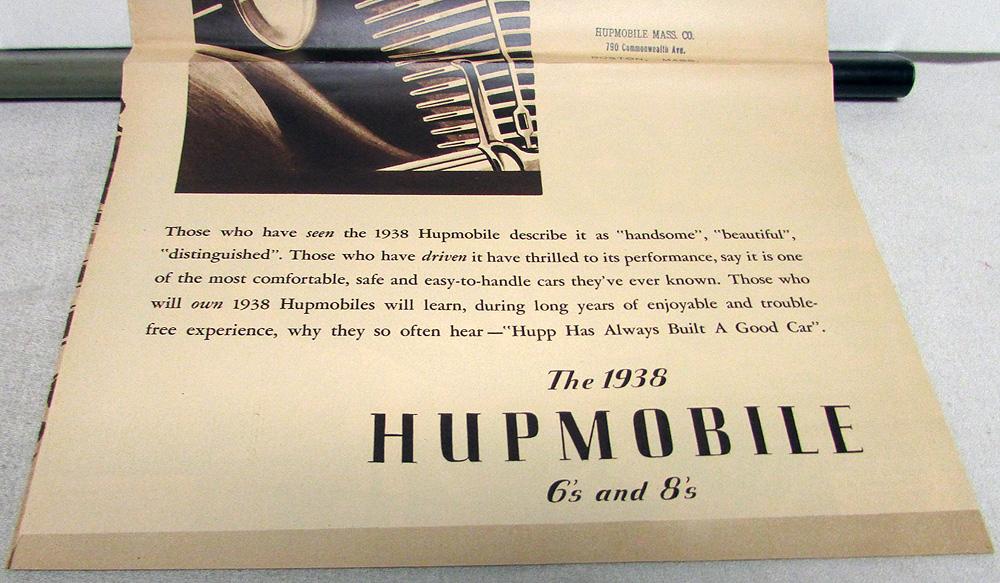 HUPMOBILE MASS. CO.
790 Commonwealth Ave.
BOSTON, MASS.
Those who have seen the 1938 Hupmobile describe it as "handsome", "beautiful",
"distinguished". Those who have driven it have thrilled to its performance, say it is one
of the most comfortable, safe and easy-to-handle cars they've ever known. Those who
will own 1938 Hupmobiles will learn, during long years of enjoyable and trouble-
free experience, why they so often hear—"Hupp Has Always Built A Good Car".
The 1938
HUPMOBILE
6's and 8's